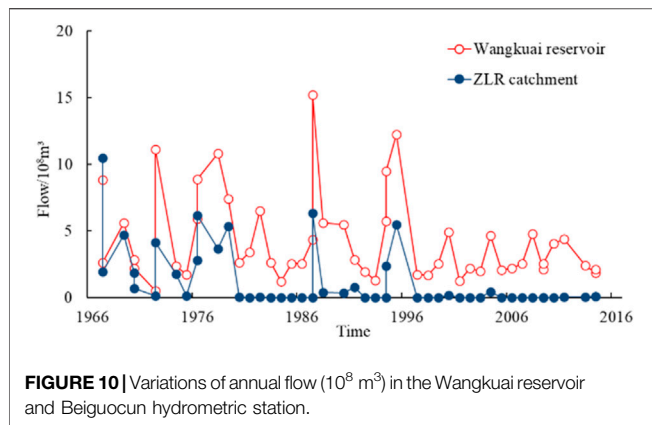 20
Wangkuai reservoir
ZLR catchment
15
10
5
0
Flow/10⁸m³
1966 1976 1986 1996 2006 2016
Time
FIGURE 10 | Variations of annual flow (10⁸ m³) in the Wangkuai reservoir
and Beiguocun hydrometric station.